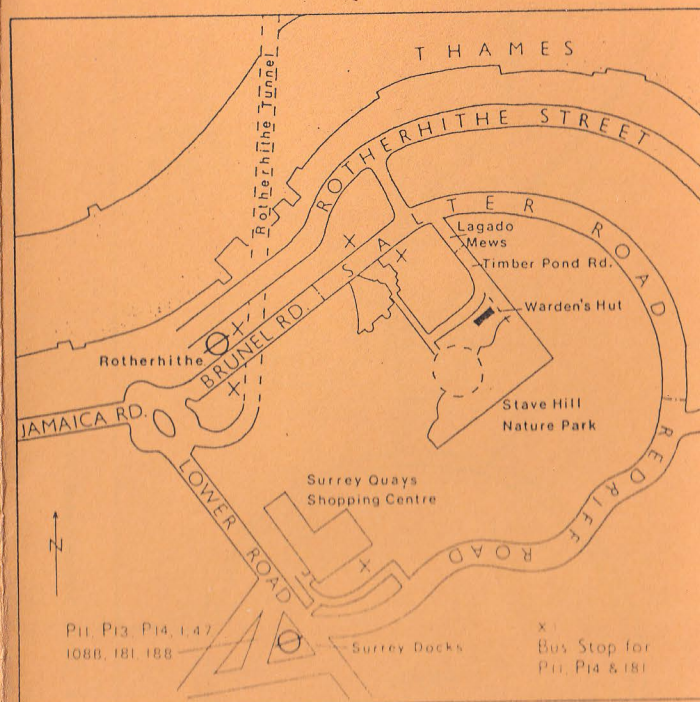 THAMES
Rotherhithe Tunnel
ROTHERHITHE STREET
SALTER ROAD
Lagado
Mews
Timber Pond Rd.
Warden's Hut
Rotherhithe
BRUNEL RD.
JAMAICA RD.
Stave Hill
Nature Park
REDRIFF ROAD
LOWER ROAD
Surrey Quays
Shopping Centre
N
P11, P13, P14, 1, 47
108B, 181, 188
Surrey Docks
x :
Bus Stop for
P11, P14 & 181